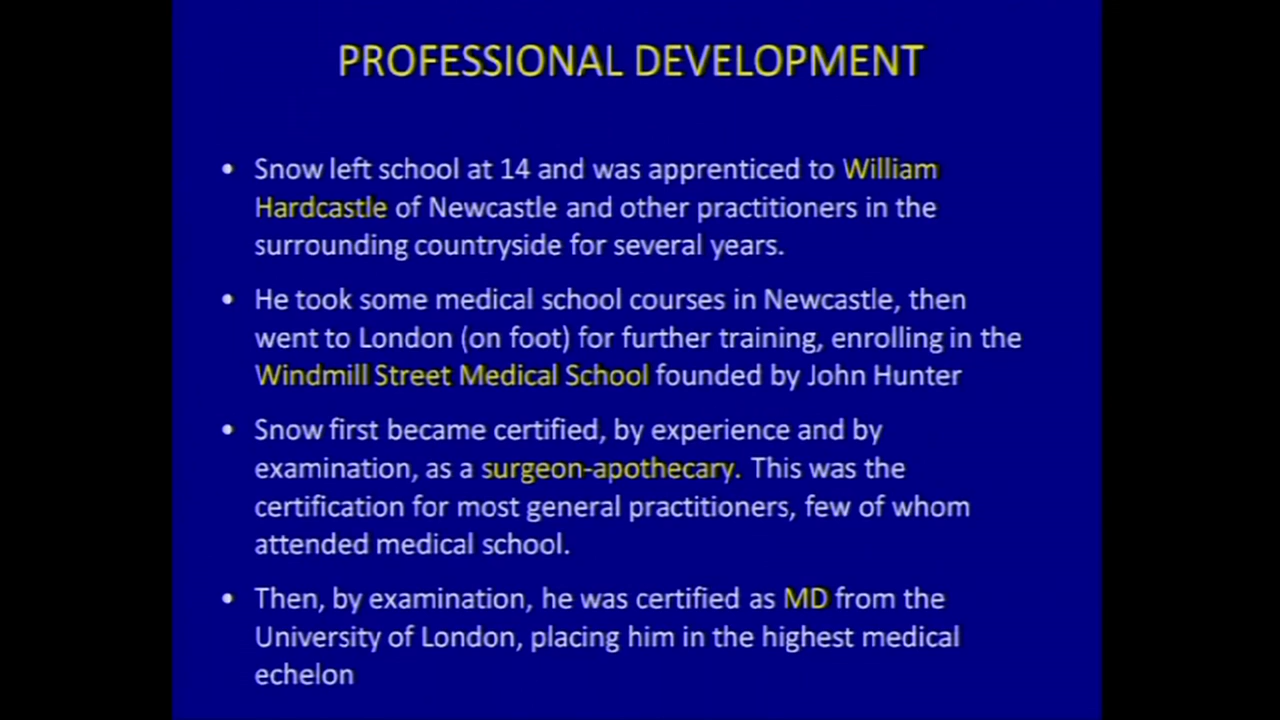 PROFESSIONAL DEVELOPMENT
• Snow left school at 14 and was apprenticed to William
Hardcastle of Newcastle and other practitioners in the
surrounding countryside for several years.
• He took some medical school courses in Newcastle, then
went to London (on foot) for further training, enrolling in the
Windmill Street Medical School founded by John Hunter
• Snow first became certified, by experience and by
examination, as a surgeon-apothecary. This was the
certification for most general practitioners, few of whom
attended medical school.
• Then, by examination, he was certified as MD from the
University of London, placing him in the highest medical
echelon